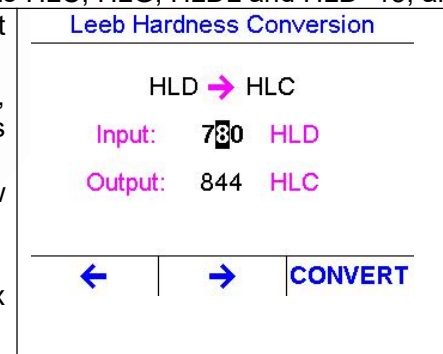 Leeb Hardness Conversion
HLD → HLC
Input: 780 HLD
Output: 844 HLC
← → CONVERT